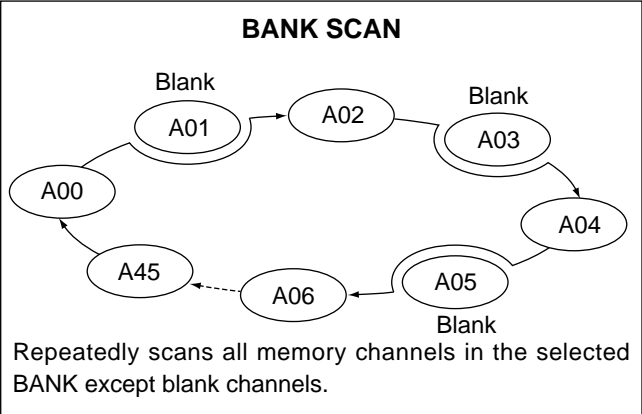 BANK SCAN
Blank
A01
A02
Blank
A03
A00
A04
A45
A06
A05
Blank
Repeatedly scans all memory channels in the selected
BANK except blank channels.